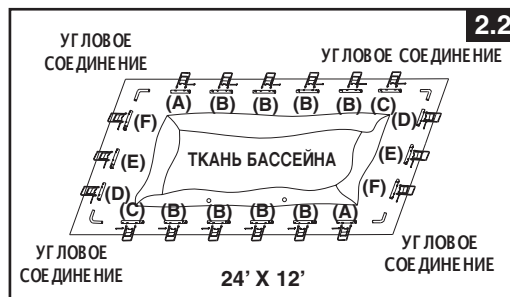 2.2
УГЛОВОЕ
СОЕДИНЕНИЕ
УГЛОВОЕ СОЕДИНЕНИЕ
(A) (B) (B) (B) (B) (C)
(F) (D)
(E) ТКАНЬ БАССЕЙНА (E)
(D) (F)
(C) (B) (B) (B) (B) (A)
УГЛОВОЕ
СОЕДИНЕНИЕ
УГЛОВОЕ
СОЕДИНЕНИЕ
24' X 12'